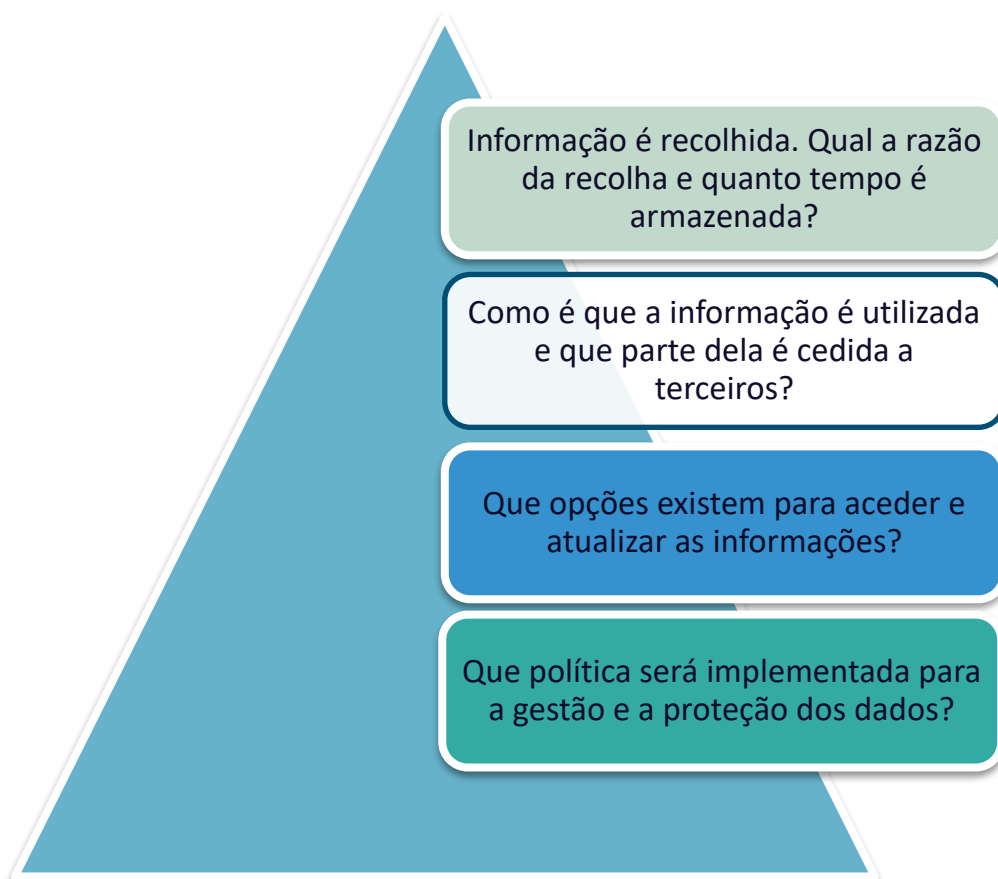 Informação é recolhida. Qual a razão
da recolha e quanto tempo é
armazenada?
Como é que a informação é utilizada
e que parte dela é cedida a
terceiros?
Que opções existem para aceder e
atualizar as informações?
Que política será implementada para
a gestão e a proteção dos dados?